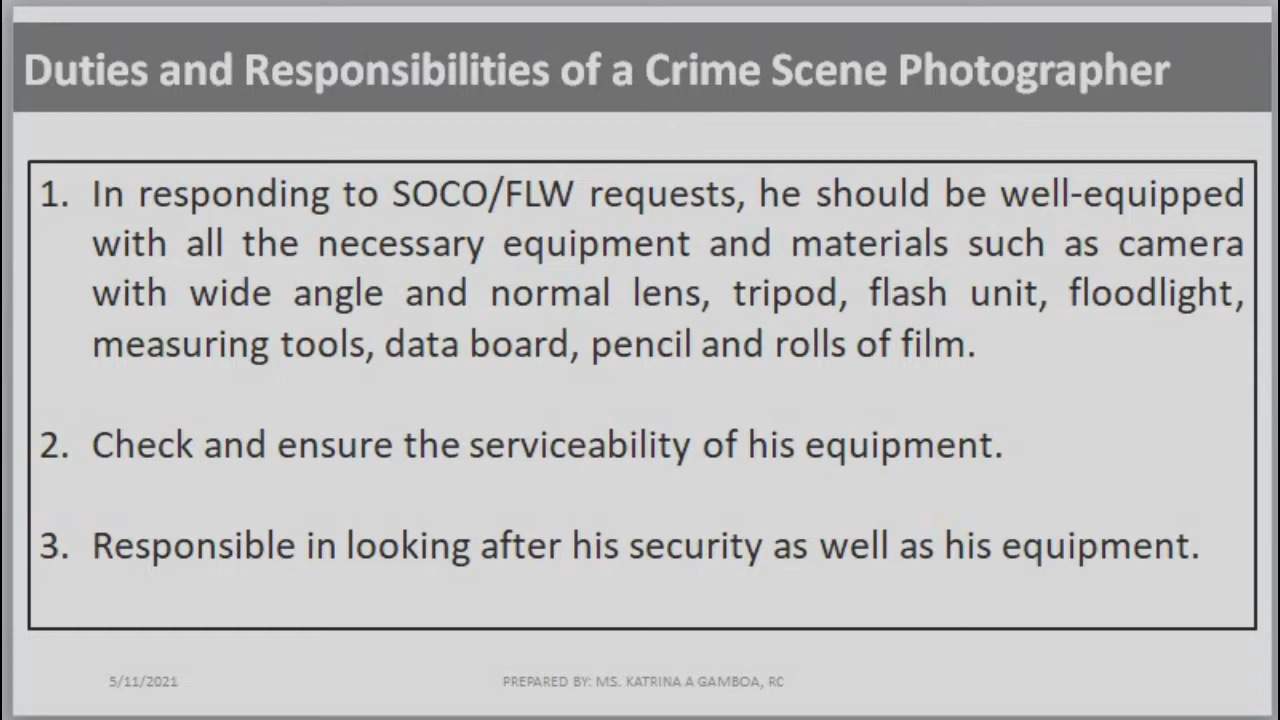 Duties and Responsibilities of a Crime Scene Photographer
1. In responding to SOCO/FLW requests, he should be well-equipped
with all the necessary equipment and materials such as camera
with wide angle and normal lens, tripod, flash unit, floodlight,
measuring tools, data board, pencil and rolls of film.
2. Check and ensure the serviceability of his equipment.
3. Responsible in looking after his security as well as his equipment.
5/11/2021
PREPARED BY: MS. KATRINA A GAMBOA, RC